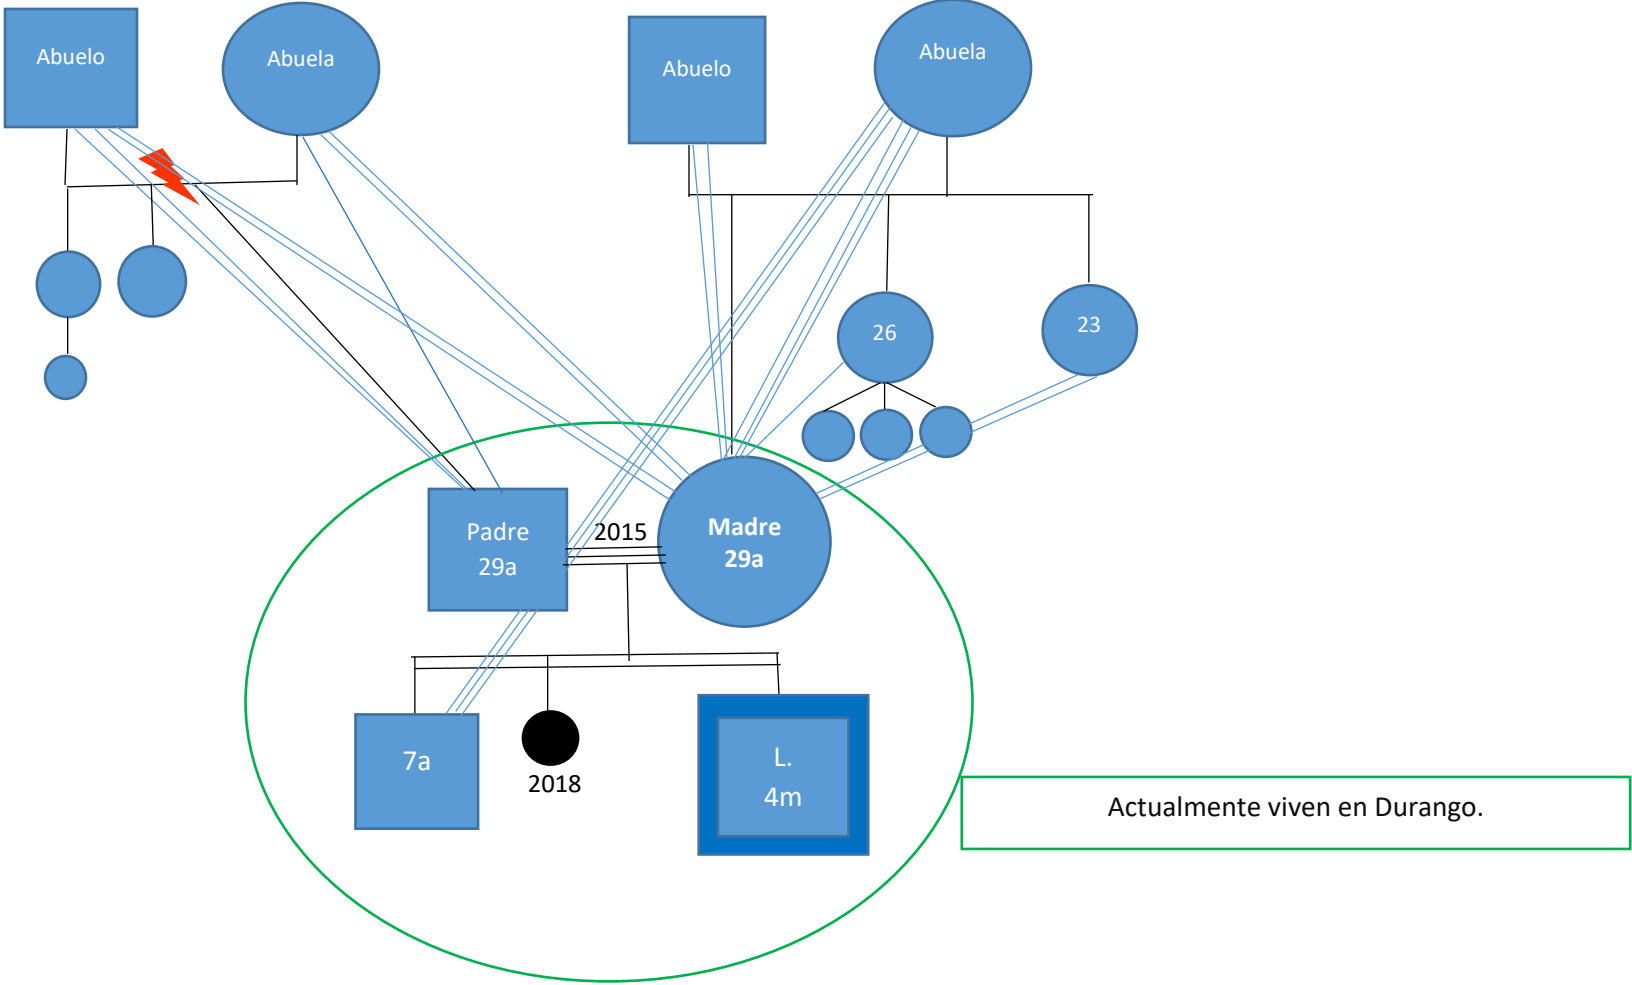 Abuelo
Abuela
Abuelo
Abuela
26
23
Padre
29a
2015
Madre
29a
7a
2018
L.
4m
Actualmente viven en Durango.